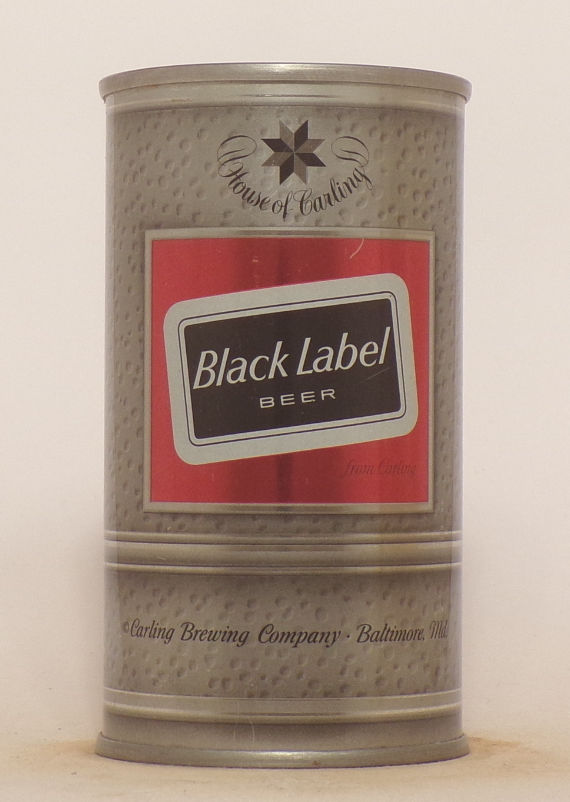 House of Carling
Black Label
BEER
from Carling
©Carling Brewing Company · Baltimore, Md.